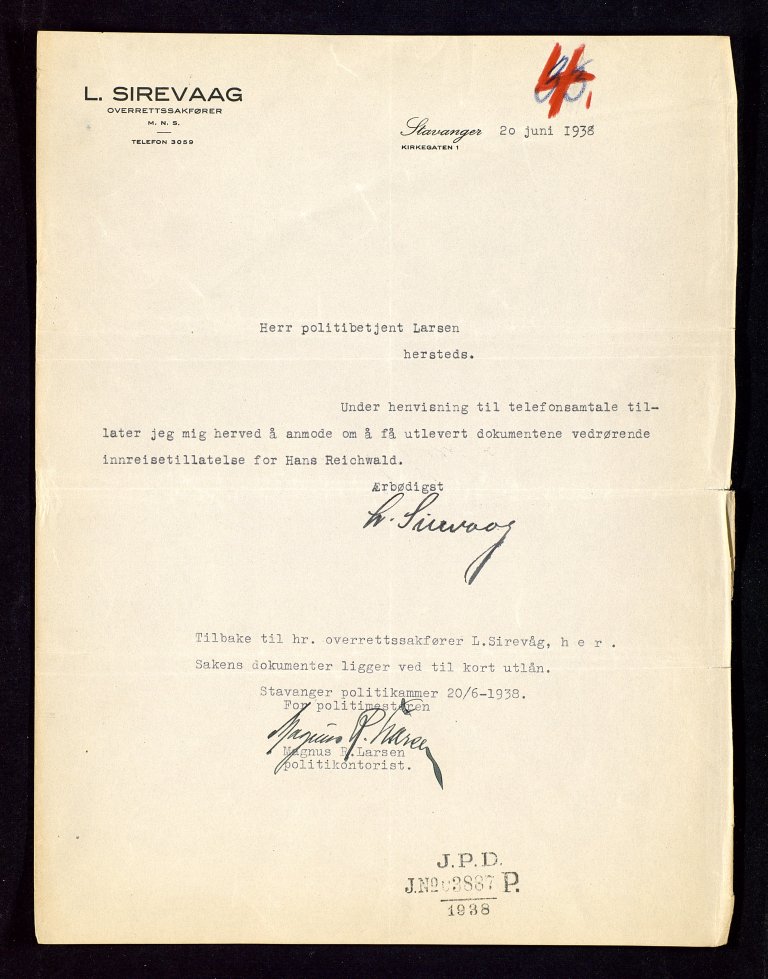 L. SIREVAAG
OVERRETTSSAKFØRER
M. N. S.
TELEFON 3059
4.
Stavanger 20 juni 1938
KIRKEGATEN 1
Herr politibetjent Larsen
hersteds.
Under henvisning til telefonsamtale til-
later jeg mig herved å anmode om å få utlevert dokumentene vedrørende
innreisetillatelse for Hans Reichwald.
Ærbødigst
L. Sirevaag
Tilbake til hr. overrettssakfører L.Sirevåg, h e r .
Sakens dokumenter ligger ved til kort utlån.
Stavanger politikammer 20/6-1938.
For politimesteren
Magnus R. Larsen
Magnus R.Larsen
politikontorist.
J.P.D.
J.No 03887 P.
1938